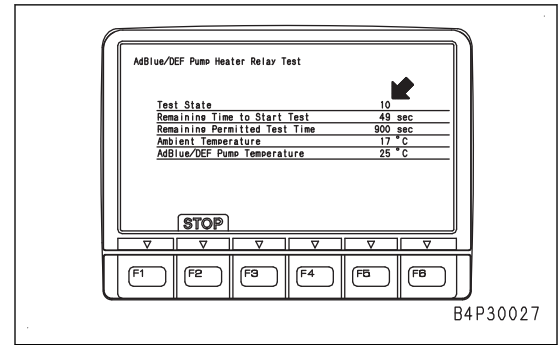 AdBlue/DEF Pump Heater Relay Test
Test State 10
Remaining Time to Start Test 49 sec
Remaining Permitted Test Time 900 sec
Ambient Temperature 17 °C
AdBlue/DEF Pump Temperature 25 °C
STOP
F1 F2 F3 F4 F5 F6
B4P30027